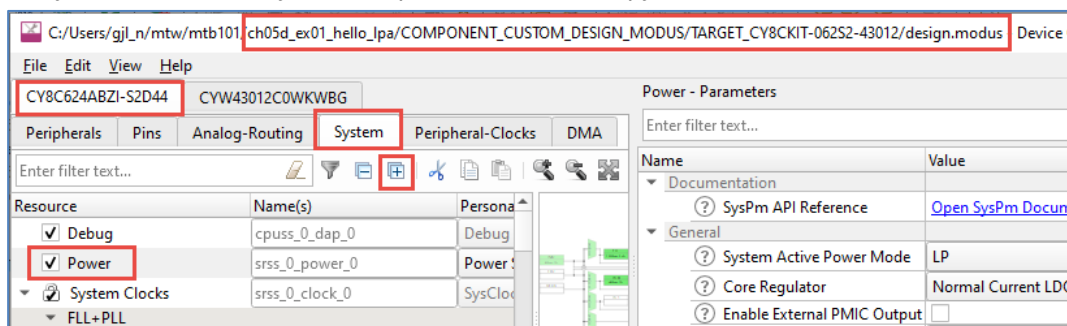 C:/Users/gjl_n/mtw/mtb101/ch05d_ex01_hello_lpa/COMPONENT_CUSTOM_DESIGN_MODUS/TARGET_CY8CKIT-062S2-43012/design.modus Device
File Edit View Help
CY8C624ABZI-S2D44 CYW43012C0WKWBG
Power - Parameters
Peripherals Pins Analog-Routing System Peripheral-Clocks DMA
Enter filter text...
Enter filter text...
Name Value
Documentation
Resource Name(s) Persona
? SysPm API Reference Open SysPm Docum
Debug cpuss_0_dap_0 Debug
General
Power srss_0_power_0 Power
? System Active Power Mode LP
System Clocks srss_0_clock_0 SysCloc
? Core Regulator Normal Current LDO
FLL+PLL
? Enable External PMIC Output